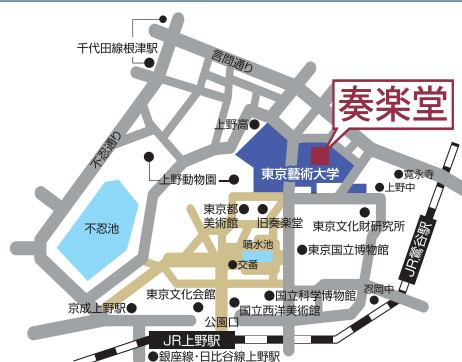 千代田線根津駅
言問通り
奏楽堂
上野高
不忍通り
東京藝術大学
寛永寺
上野中
上野動物園
東京都
美術館
旧奏楽堂
東京文化財研究所
不忍池
噴水池
東京国立博物館
交番
JR鶯谷駅
東京文化会館
国立科学博物館
忍岡中
京成上野駅
国立西洋美術館
公園口
JR上野駅
銀座線・日比谷線上野駅